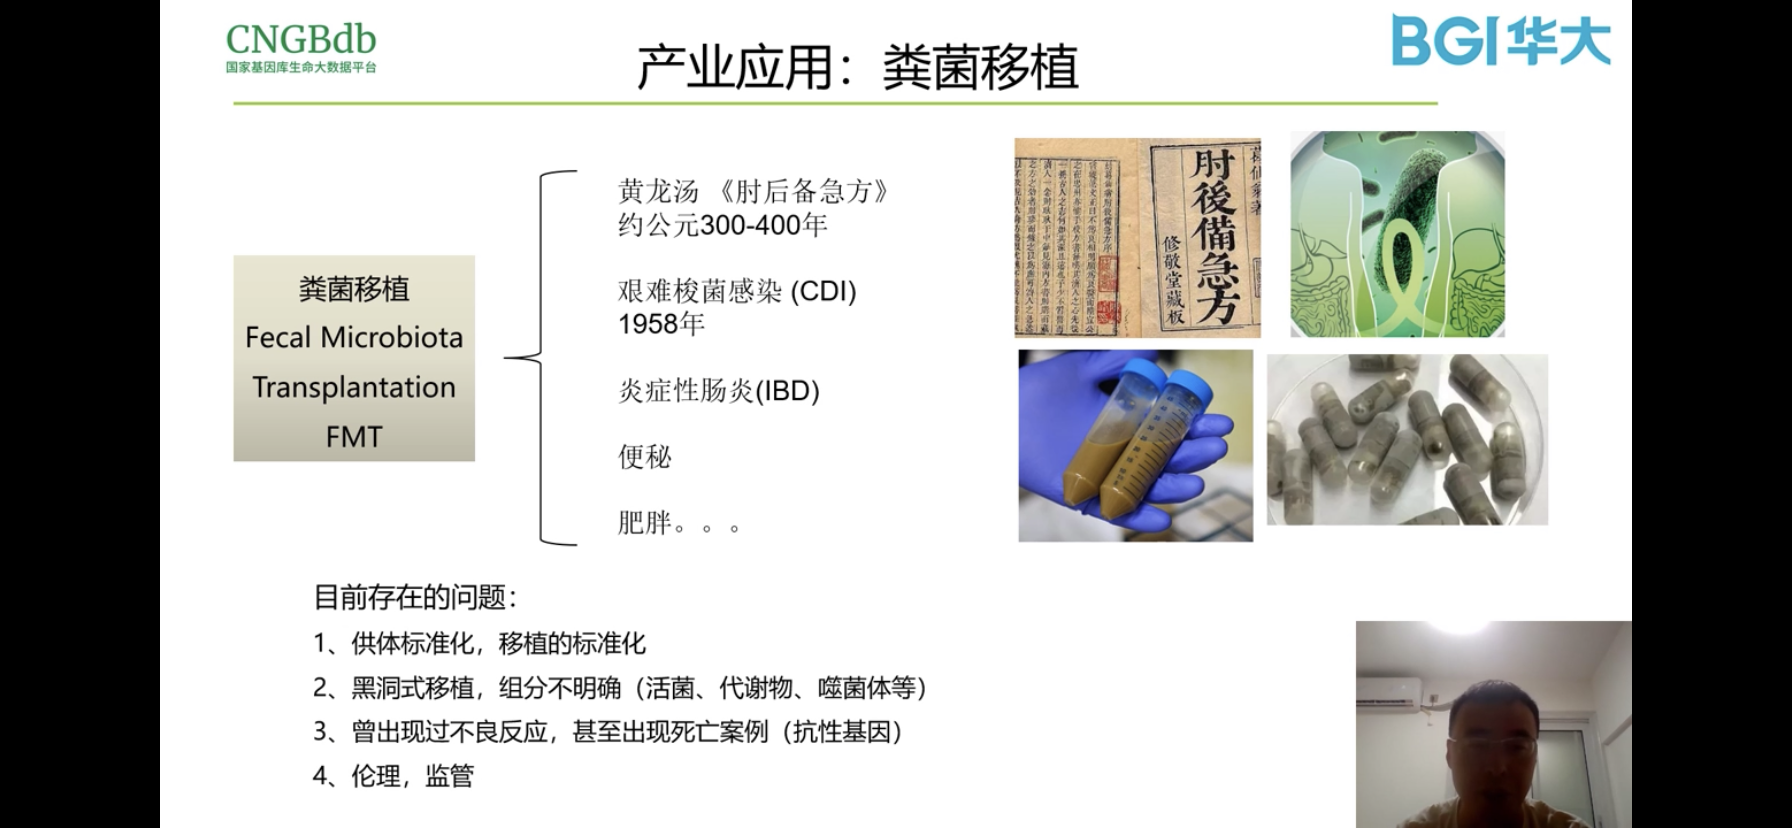 CNGBdb
国家基因库生命大数据平台
产业应用：粪菌移植
BGI华大
粪菌移植
Fecal Microbiota
Transplantation
FMT
黄龙汤 《肘后备急方》
约公元300-400年
艰难梭菌感染 (CDI)
1958年
炎症性肠炎(IBD)
便秘
肥胖。。。
肘後備急方
修敬堂藏板
目前存在的问题：
1、供体标准化，移植的标准化
2、黑洞式移植，组分不明确（活菌、代谢物、噬菌体等）
3、曾出现过不良反应，甚至出现死亡案例（抗性基因）
4、伦理，监管